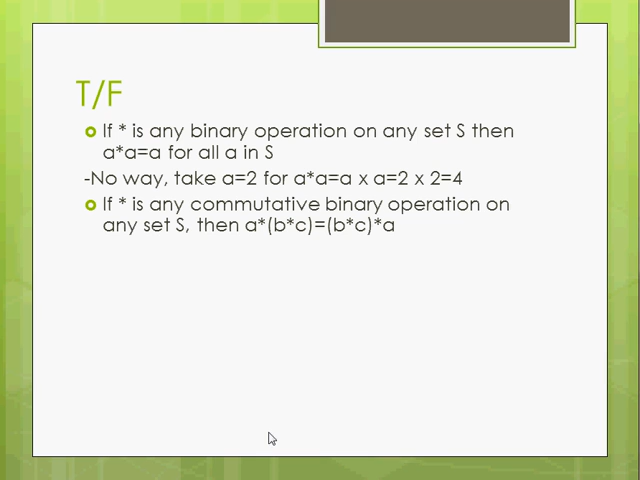 T/F
If * is any binary operation on any set S then
a*a=a for all a in S
-No way, take a=2 for a*a=a x a=2 x 2=4
If * is any commutative binary operation on
any set S, then a*(b*c)=(b*c)*a